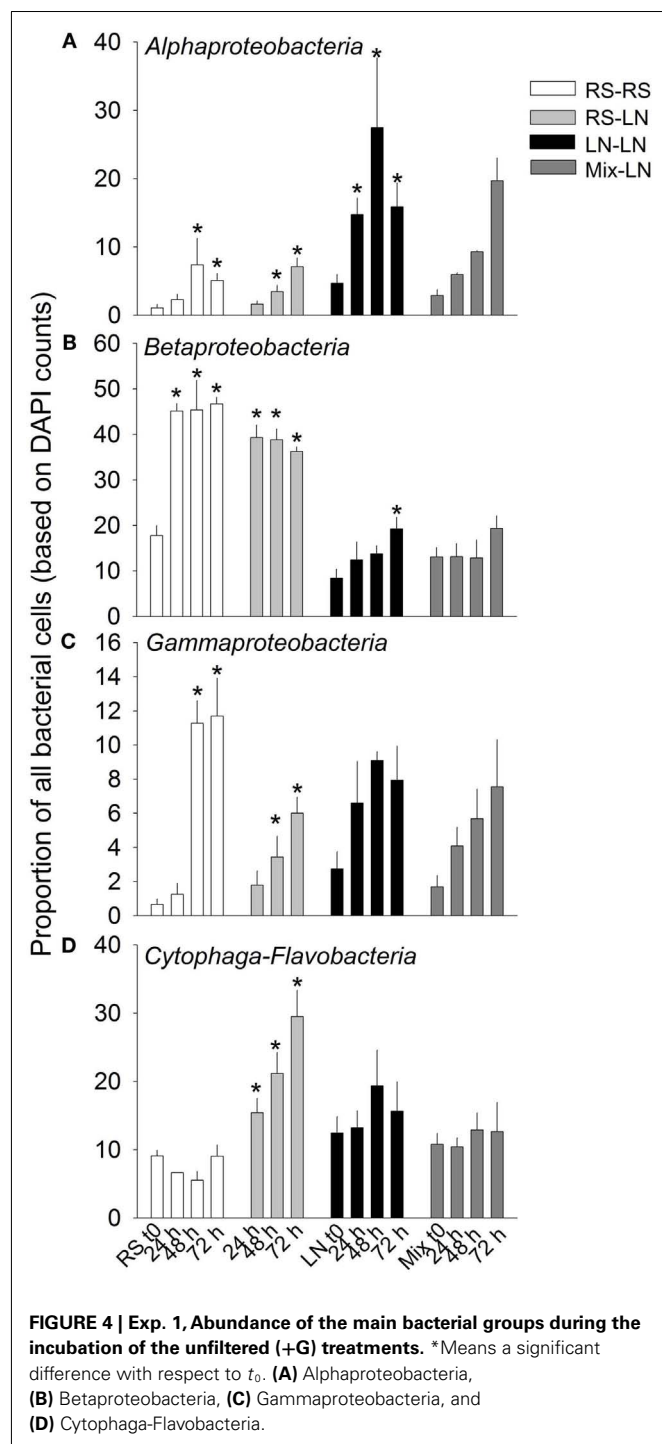 A
Alphaproteobacteria
40
30
20
10
0
* * * * * * *
RS-RS
RS-LN
LN-LN
Mix-LN
B
Betaproteobacteria
60
50
40
30
20
10
0
* * * * * * *
C
Gammaproteobacteria
16
14
12
10
8
6
4
2
0
* * * *
D
Cytophaga-Flavobacteria
40
30
20
10
0
* * *
Proportion of all bacterial cells (based on DAPI counts)
RS t0 24 h 48 h 72 h 24 h 48 h 72 h LN t0 24 h 48 h 72 h Mix t0 24 h 48 h 72 h
FIGURE 4 | Exp. 1, Abundance of the main bacterial groups during the
incubation of the unfiltered (+G) treatments. *Means a significant
difference with respect to t₀. (A) Alphaproteobacteria,
(B) Betaproteobacteria, (C) Gammaproteobacteria, and
(D) Cytophaga-Flavobacteria.